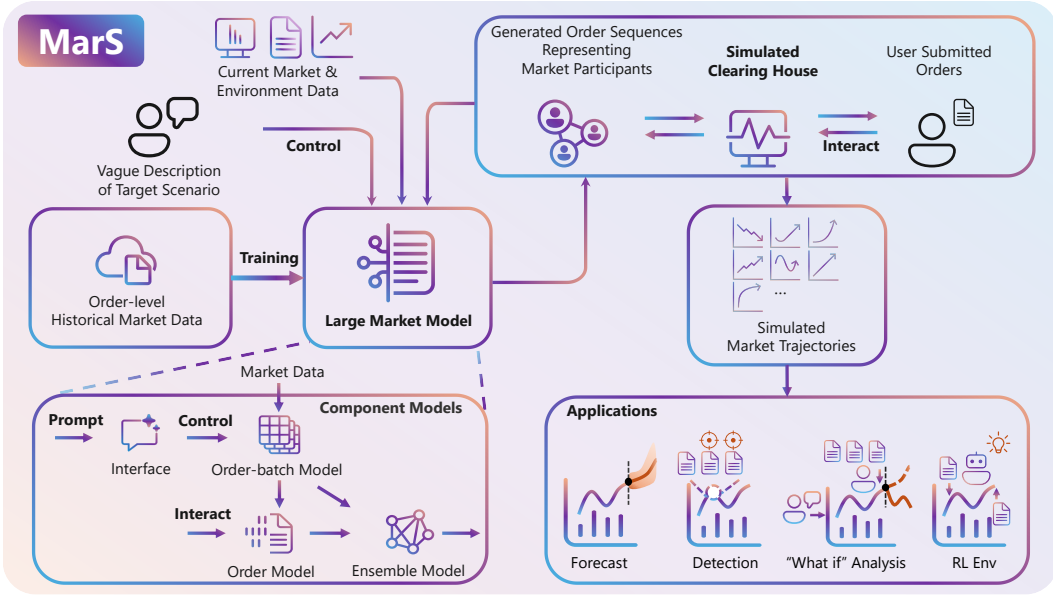 MarS
Current Market &
Environment Data
Vague Description
of Target Scenario
Control
Generated Order Sequences
Representing
Market Participants
Simulated
Clearing House
User Submitted
Orders
Interact
Order-level
Historical Market Data
Training
Large Market Model
Simulated
Market Trajectories
...
Market Data
Component Models
Prompt
Interface
Control
Order-batch Model
Interact
Order Model
Ensemble Model
Applications
Forecast
Detection
“What if” Analysis
RL Env